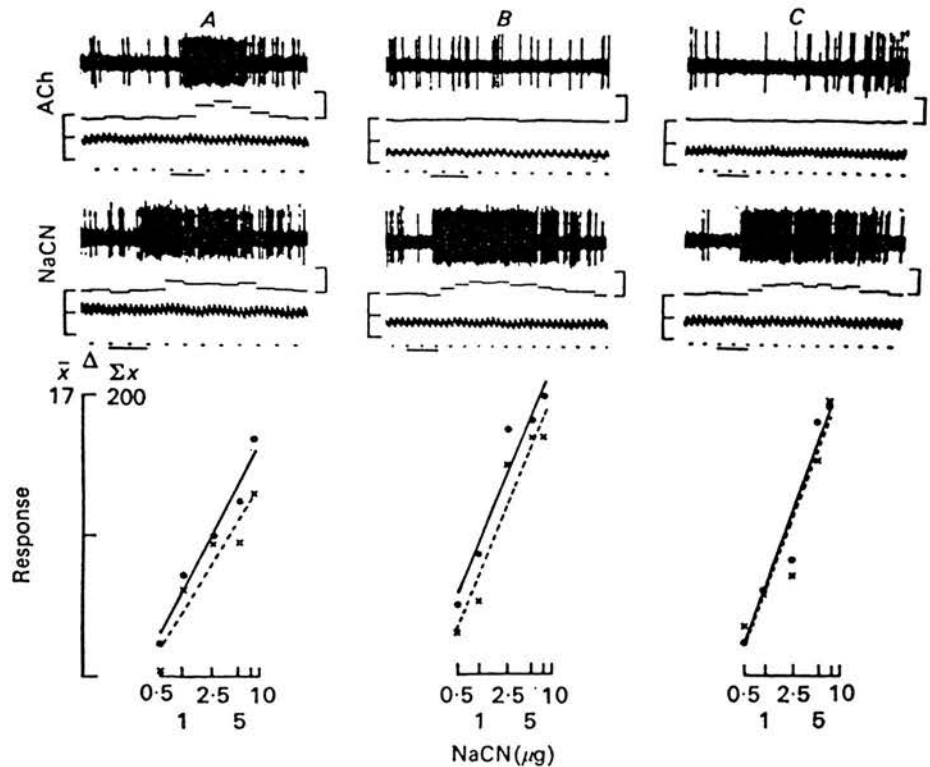 A B C
ACh
NaCN
x̄ Δ Σx
17 200
Response
0·5 2·5 10 0·5 2·5 10 0·5 2·5 10
1 5 1 5 1 5
NaCN(μg)